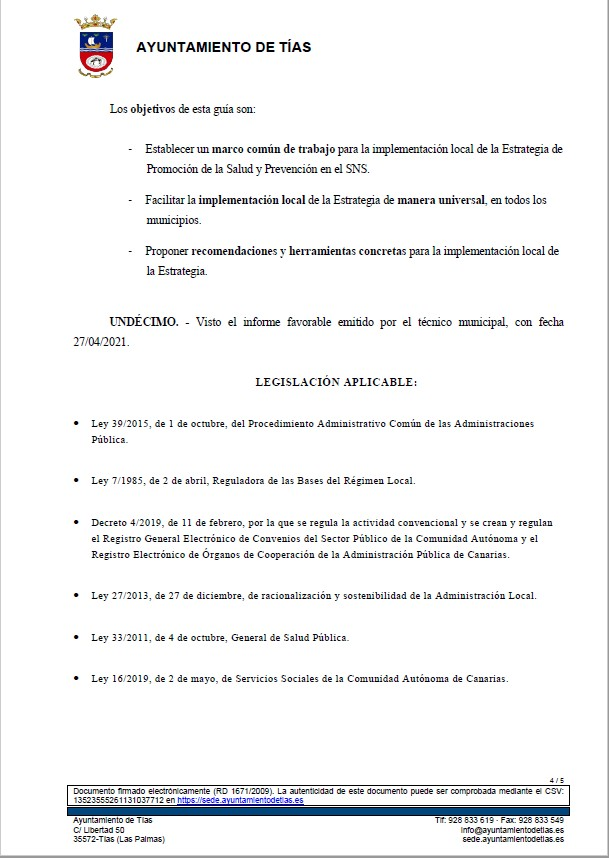 AYUNTAMIENTO DE TÍAS
Los objetivos de esta guía son:
- Establecer un marco común de trabajo para la implementación local de la Estrategia de
Promoción de la Salud y Prevención en el SNS.
- Facilitar la implementación local de la Estrategia de manera universal, en todos los
municipios.
- Proponer recomendaciones y herramientas concretas para la implementación local de
la Estrategia.
UNDÉCIMO. - Visto el informe favorable emitido por el técnico municipal, con fecha
27/04/2021.
LEGISLACIÓN APLICABLE:
• Ley 39/2015, de 1 de octubre, del Procedimiento Administrativo Común de las Administraciones
Pública.
• Ley 7/1985, de 2 de abril, Reguladora de las Bases del Régimen Local.
• Decreto 4/2019, de 11 de febrero, por la que se regula la actividad convencional y se crean y regulan
el Registro General Electrónico de Convenios del Sector Público de la Comunidad Autónoma y el
Registro Electrónico de Órganos de Cooperación de la Administración Pública de Canarias.
• Ley 27/2013, de 27 de diciembre, de racionalización y sostenibilidad de la Administración Local.
• Ley 33/2011, de 4 de octubre, General de Salud Pública.
• Ley 16/2019, de 2 de mayo, de Servicios Sociales de la Comunidad Autónoma de Canarias.
4 / 5
Documento firmado electrónicamente (RD 1671/2009). La autenticidad de este documento puede ser comprobada mediante el CSV:
13523555261131037712 en https://sede.ayuntamientodetias.es
Ayuntamiento de Tías
C/ Libertad 50
35572-Tías (Las Palmas)
Tlf: 928 833 619 - Fax: 928 833 549
info@ayuntamientodetias.es
sede.ayuntamientodetias.es